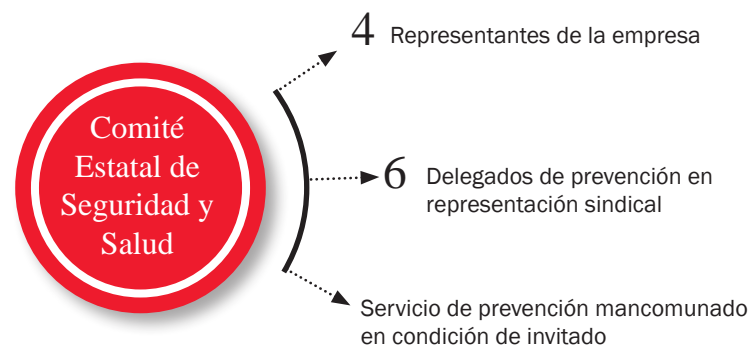 Comité
Estatal de
Seguridad y
Salud
4 Representantes de la empresa
6 Delegados de prevención en
representación sindical
Servicio de prevención mancomunado
en condición de invitado